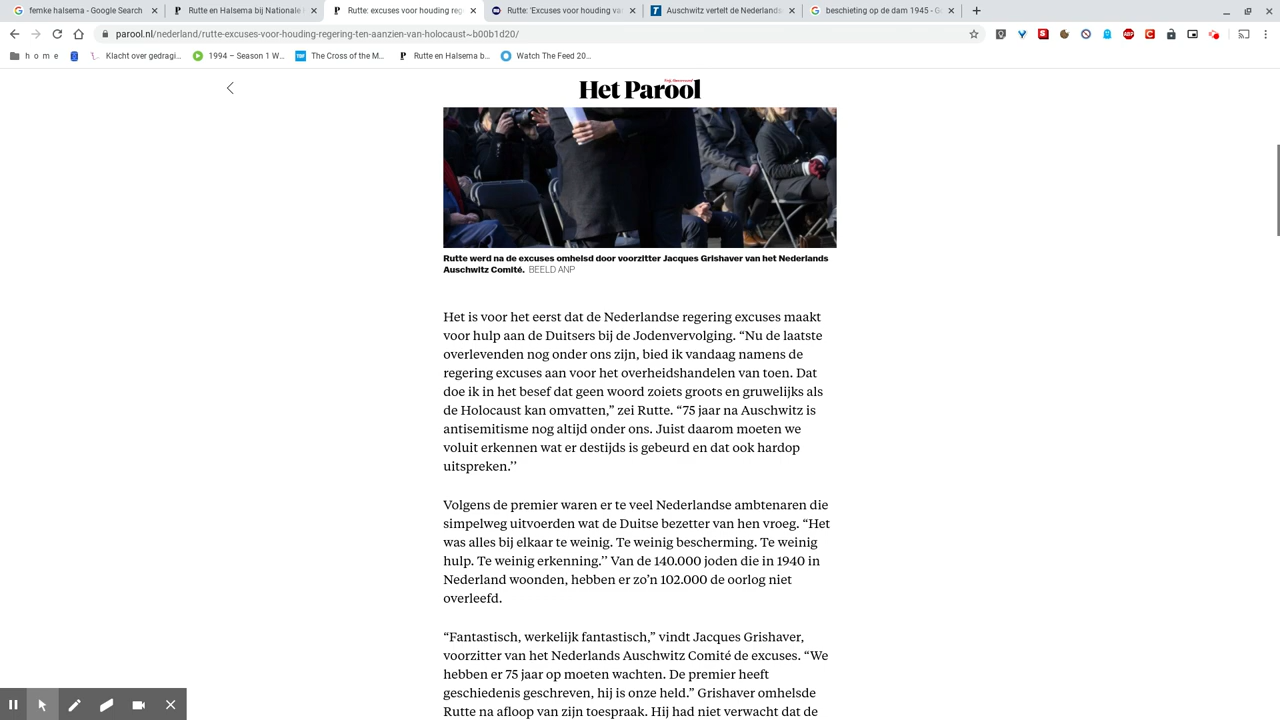 femke halsema - Google Search
Rutte en Halsema bij Nationale
Rutte: excuses voor houding reg
Rutte: 'Excuses voor houding va
Auschwitz vertelt de Nederlands
beschieting op de dam 1945 - G
parool.nl/nederland/rutte-excuses-voor-houding-regering-ten-aanzien-van-holocaust~b00b1d20/
h o m e
Klacht over gedragi...
1994 – Season 1 W...
The Cross of the M...
Rutte en Halsema b...
Watch The Feed 20...
Het Parool
Rutte werd na de excuses omhelsd door voorzitter Jacques Grishaver van het Nederlands
Auschwitz Comité. BEELD ANP
Het is voor het eerst dat de Nederlandse regering excuses maakt
voor hulp aan de Duitsers bij de Jodenvervolging. “Nu de laatste
overlevenden nog onder ons zijn, bied ik vandaag namens de
regering excuses aan voor het overheidshandelen van toen. Dat
doe ik in het besef dat geen woord zoiets groots en gruwelijks als
de Holocaust kan omvatten,” zei Rutte. “75 jaar na Auschwitz is
antisemitisme nog altijd onder ons. Juist daarom moeten we
voluit erkennen wat er destijds is gebeurd en dat ook hardop
uitspreken.’’
Volgens de premier waren er te veel Nederlandse ambtenaren die
simpelweg uitvoerden wat de Duitse bezetter van hen vroeg. “Het
was alles bij elkaar te weinig. Te weinig bescherming. Te weinig
hulp. Te weinig erkenning.’’ Van de 140.000 joden die in 1940 in
Nederland woonden, hebben er zo’n 102.000 de oorlog niet
overleefd.
“Fantastisch, werkelijk fantastisch,” vindt Jacques Grishaver,
voorzitter van het Nederlands Auschwitz Comité de excuses. “We
hebben er 75 jaar op moeten wachten. De premier heeft
geschiedenis geschreven, hij is onze held.” Grishaver omhelsde
Rutte na afloop van zijn toespraak. Hij had niet verwacht dat de